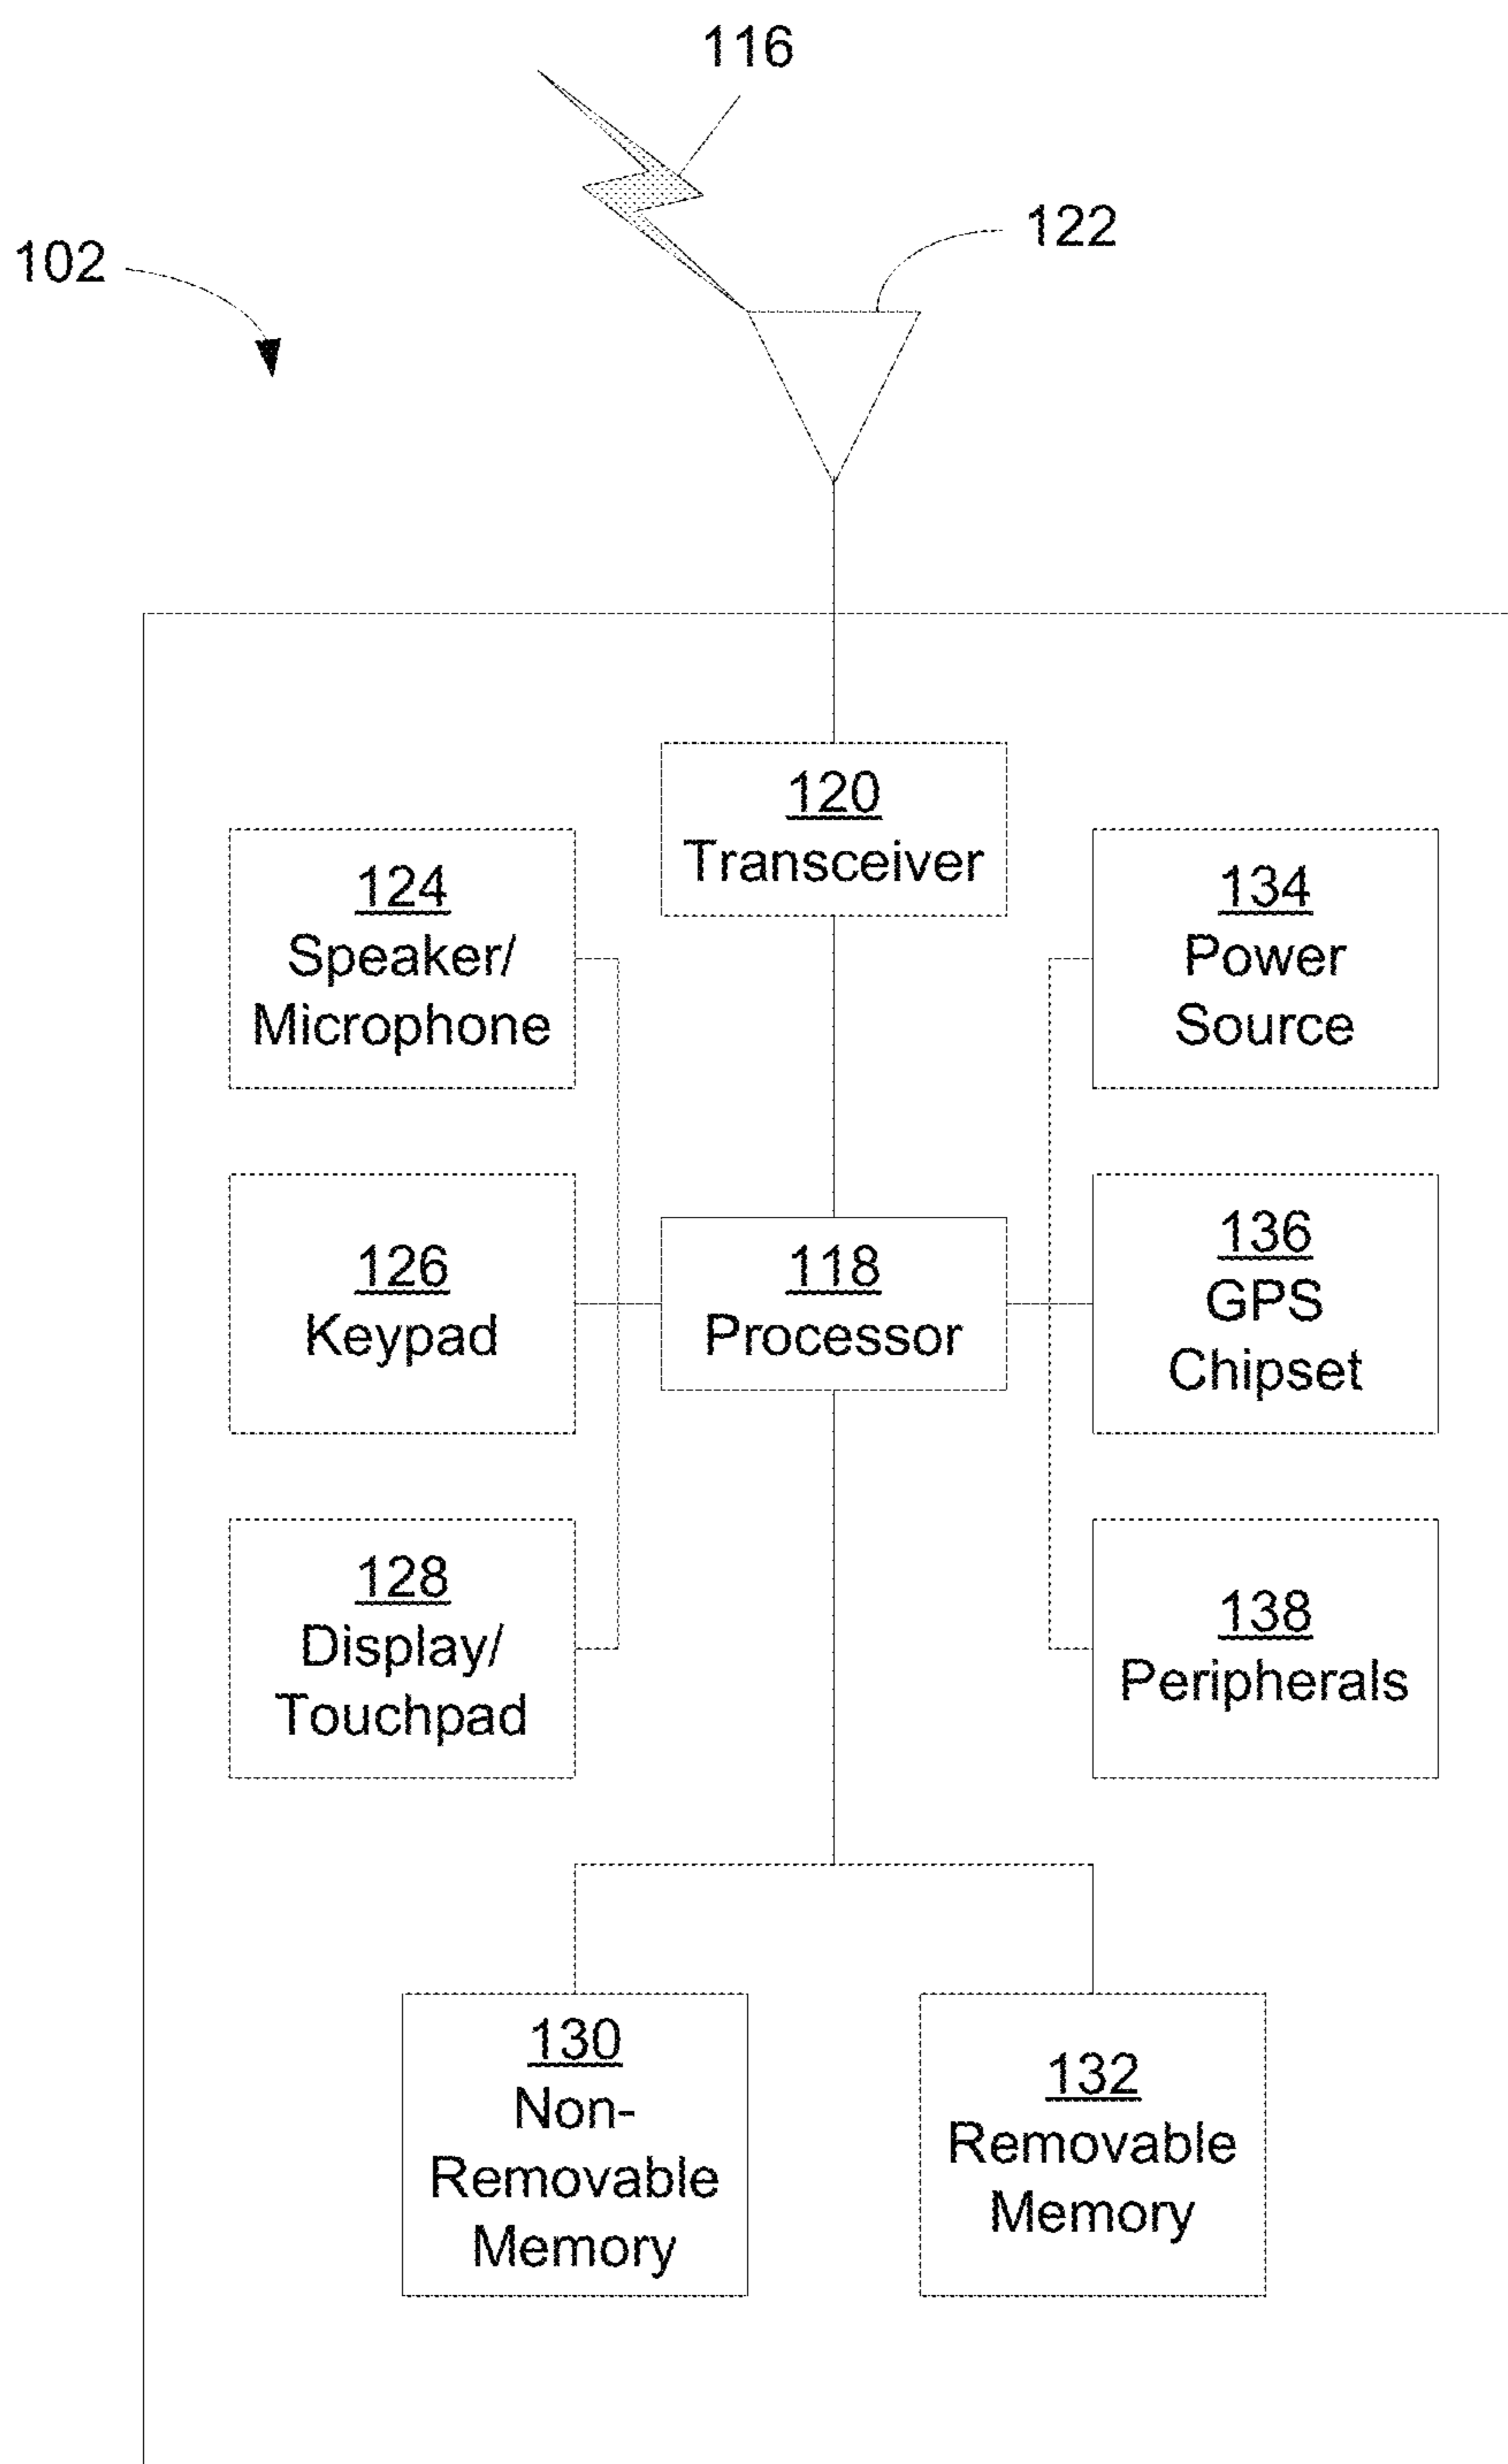 116
122
102
120
Transceiver
124
Speaker/
Microphone
134
Power
Source
126
Keypad
118
Processor
136
GPS
Chipset
128
Display/
Touchpad
138
Peripherals
130
Non-
Removable
Memory
132
Removable
Memory